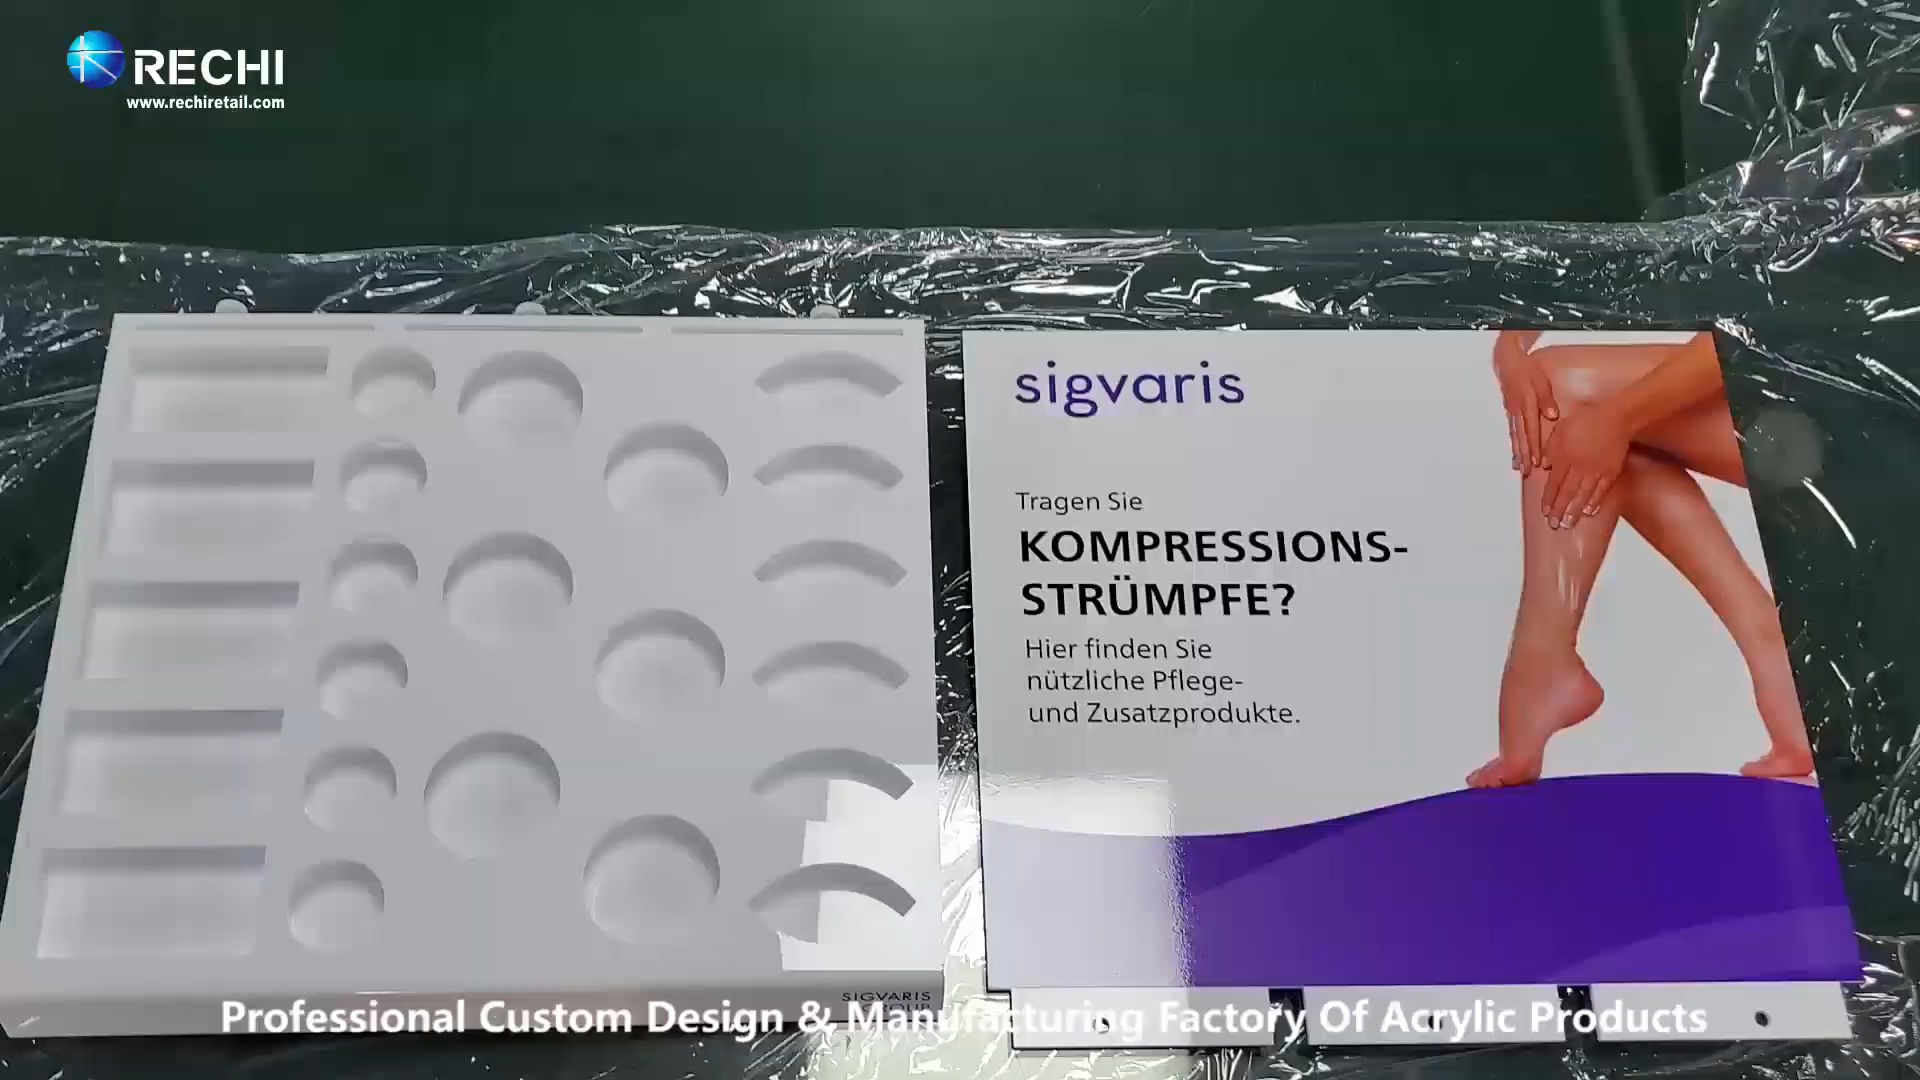 RECHI
www.rechiretail.com
sigvaris
Tragen Sie
KOMPRESSIONS-
STRÜMPFE?
Hier finden Sie
nützliche Pflege-
und Zusatzprodukte.
SIGVARIS
GROUP
Professional Custom Design & Manufacturing Factory Of Acrylic Products